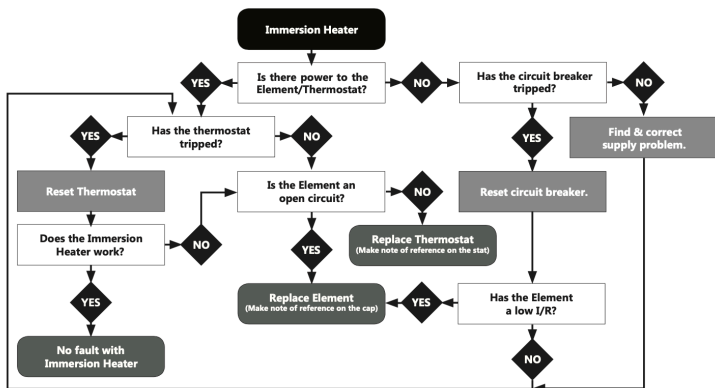 Immersion Heater
YES
Is there power to the
Element/Thermostat?
NO
Has the circuit breaker
tripped?
NO
YES
Has the thermostat
tripped?
NO
YES
Find & correct
supply problem.
Reset Thermostat
Is the Element an
open circuit?
NO
Reset circuit breaker.
Does the Immersion
Heater work?
NO
YES
Replace Thermostat
(Make note of reference on the stat)
YES
Replace Element
(Make note of reference on the cap)
YES
Has the Element
a low I/R?
No fault with
Immersion Heater
NO